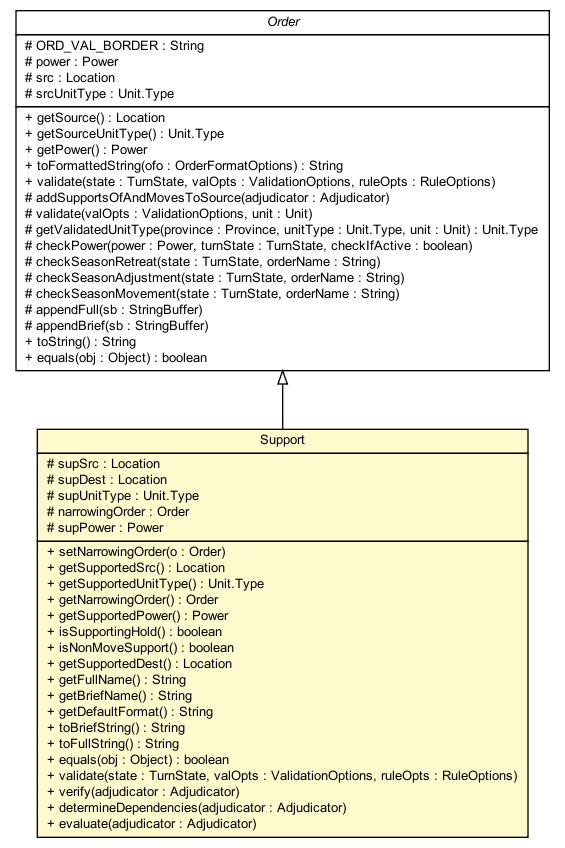 Order
# ORD_VAL_BORDER : String
# power : Power
# src : Location
# srcUnitType : Unit.Type
+ getSource() : Location
+ getSourceUnitType() : Unit.Type
+ getPower() : Power
+ toFormattedString(ofo : OrderFormatOptions) : String
+ validate(state : TurnState, valOpts : ValidationOptions, ruleOpts : RuleOptions)
# addSupportsOfAndMovesToSource(adjudicator : Adjudicator)
# validate(valOpts : ValidationOptions, unit : Unit)
# getValidatedUnitType(province : Province, unitType : Unit.Type, unit : Unit) : Unit.Type
# checkPower(power : Power, turnState : TurnState, checkIfActive : boolean)
# checkSeasonRetreat(state : TurnState, orderName : String)
# checkSeasonAdjustment(state : TurnState, orderName : String)
# checkSeasonMovement(state : TurnState, orderName : String)
# appendFull(sb : StringBuffer)
# appendBrief(sb : StringBuffer)
+ toString() : String
+ equals(obj : Object) : boolean
Support
# supSrc : Location
# supDest : Location
# supUnitType : Unit.Type
# narrowingOrder : Order
# supPower : Power
+ setNarrowingOrder(o : Order)
+ getSupportedSrc() : Location
+ getSupportedUnitType() : Unit.Type
+ getNarrowingOrder() : Order
+ getSupportedPower() : Power
+ isSupportingHold() : boolean
+ isNonMoveSupport() : boolean
+ getSupportedDest() : Location
+ getFullName() : String
+ getBriefName() : String
+ getDefaultFormat() : String
+ toBriefString() : String
+ toFullString() : String
+ equals(obj : Object) : boolean
+ validate(state : TurnState, valOpts : ValidationOptions, ruleOpts : RuleOptions)
+ verify(adjudicator : Adjudicator)
+ determineDependencies(adjudicator : Adjudicator)
+ evaluate(adjudicator : Adjudicator)